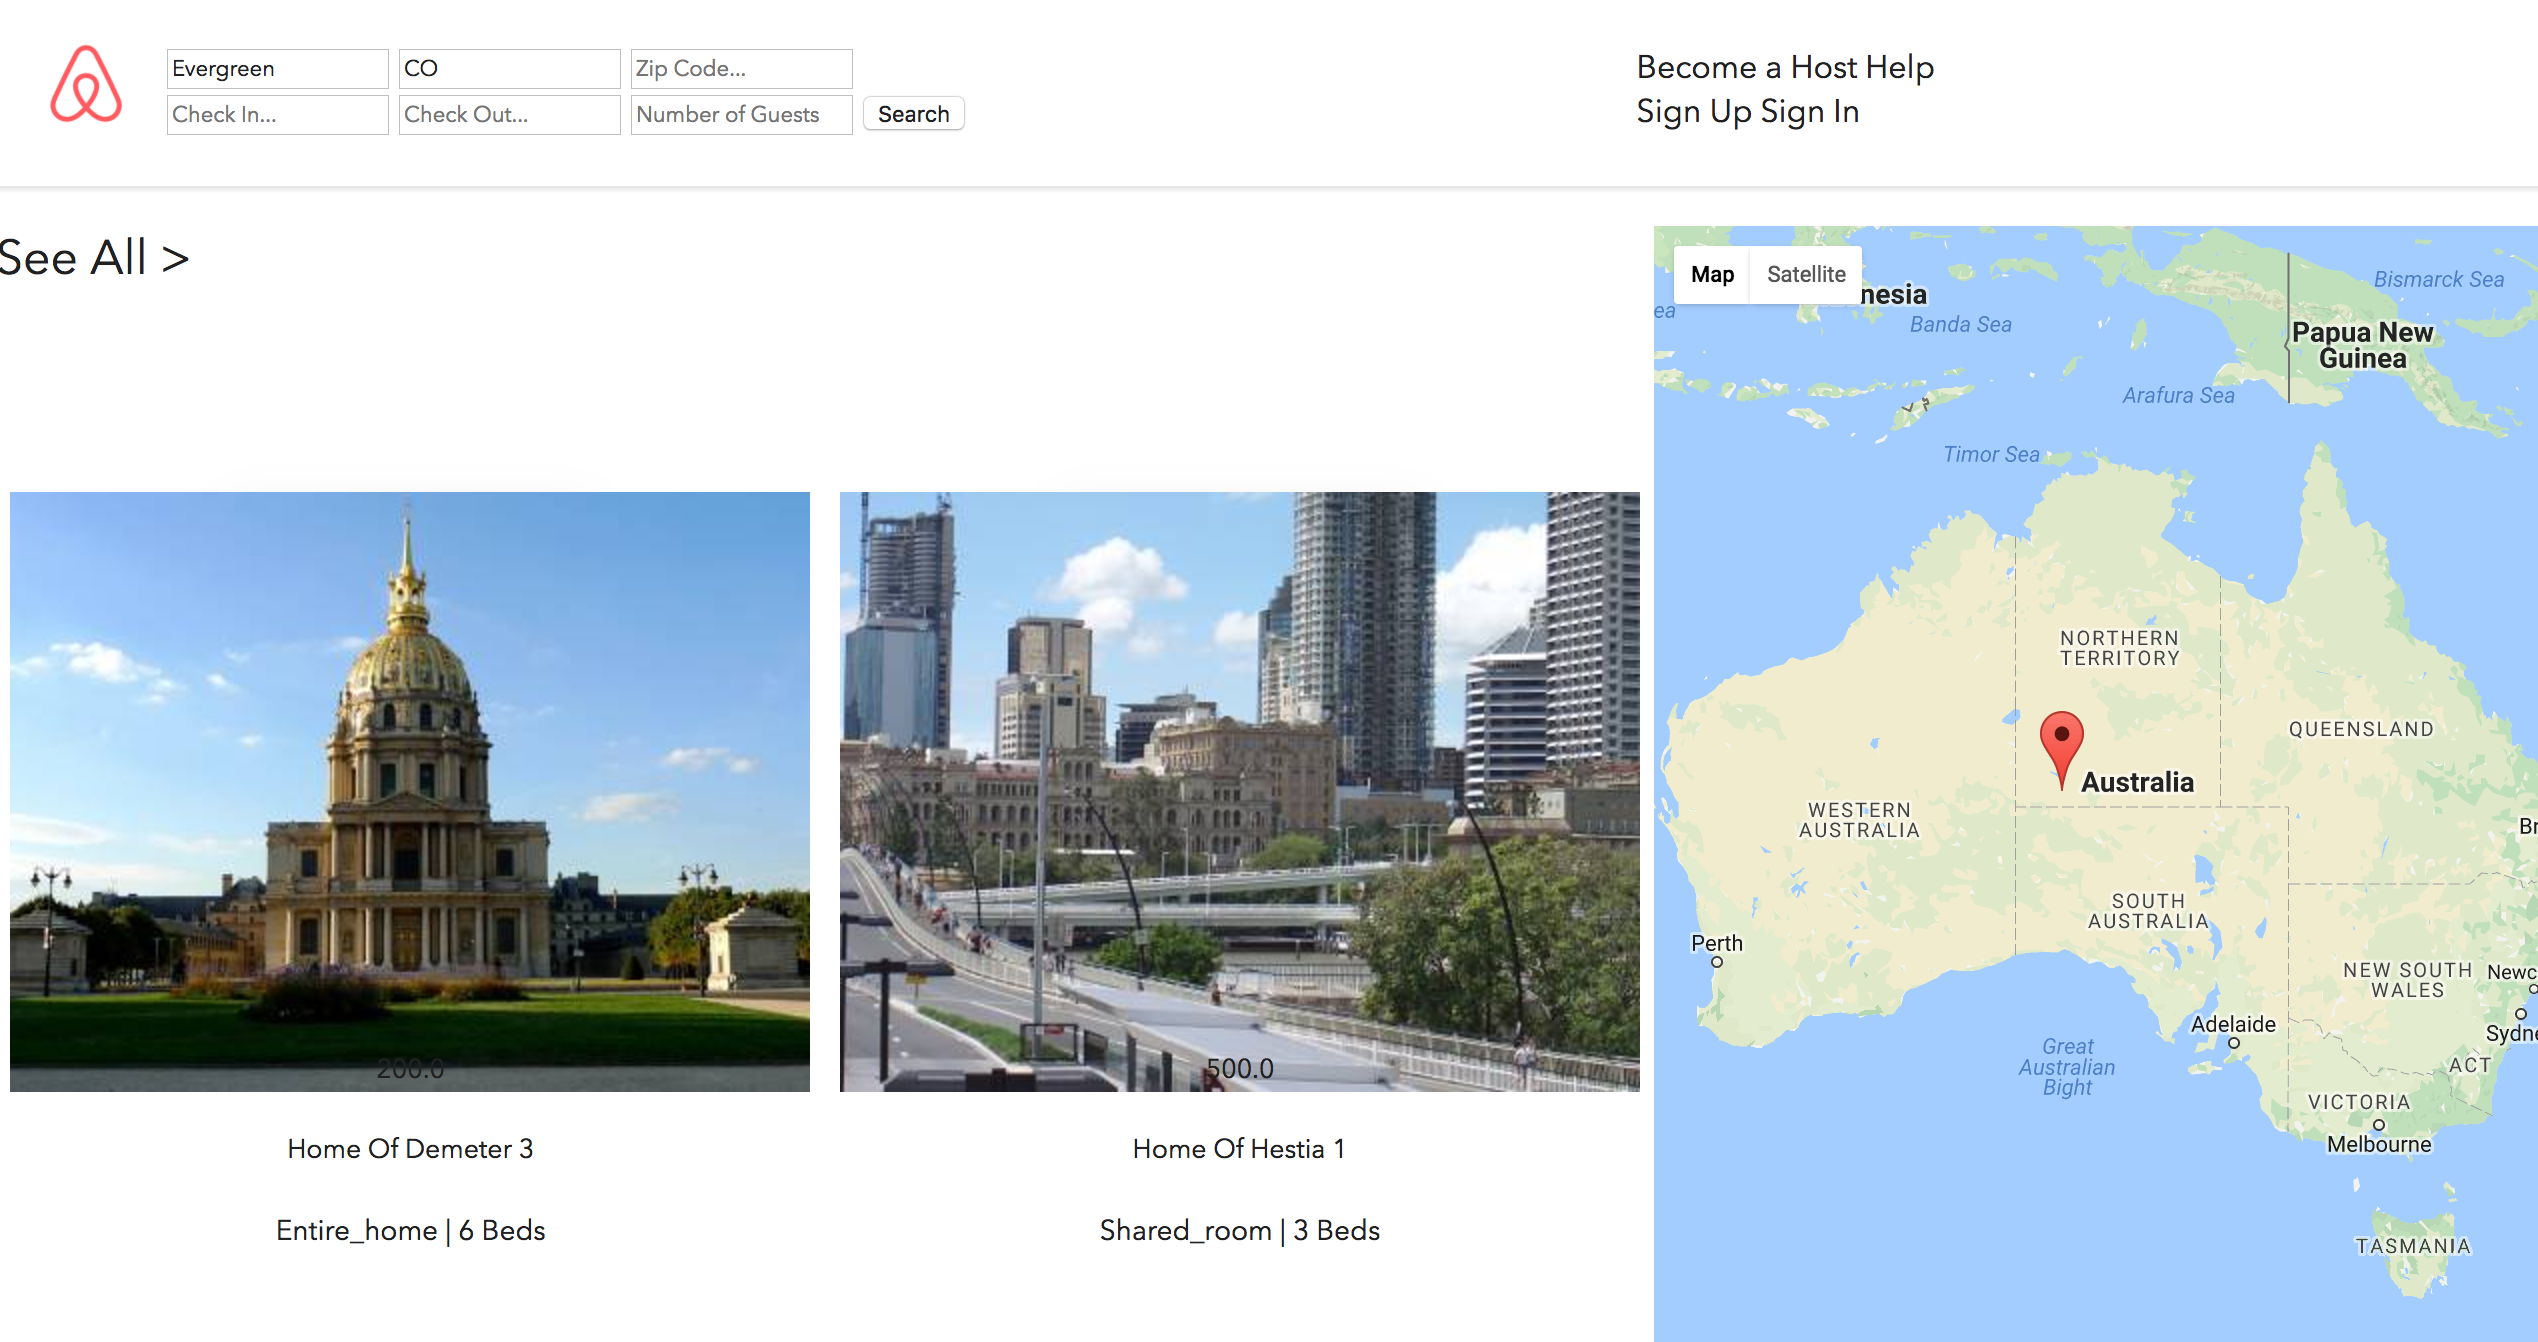 Evergreen CO Zip Code...
Check In... Check Out... Number of Guests Search
Become a Host Help
Sign Up Sign In
See All >
200.0
Home Of Demeter 3
Entire_home | 6 Beds
500.0
Home Of Hestia 1
Shared_room | 3 Beds
Map Satellite
nesia
ea
Banda Sea
Bismarck Sea
Papua New
Guinea
Arafura Sea
Timor Sea
NORTHERN
TERRITORY
QUEENSLAND
Australia
WESTERN
AUSTRALIA
Br
SOUTH
AUSTRALIA
Perth
NEW SOUTH
WALES
Newc
Adelaide
Sydne
Great
Australian
Bight
ACT
VICTORIA
Melbourne
TASMANIA